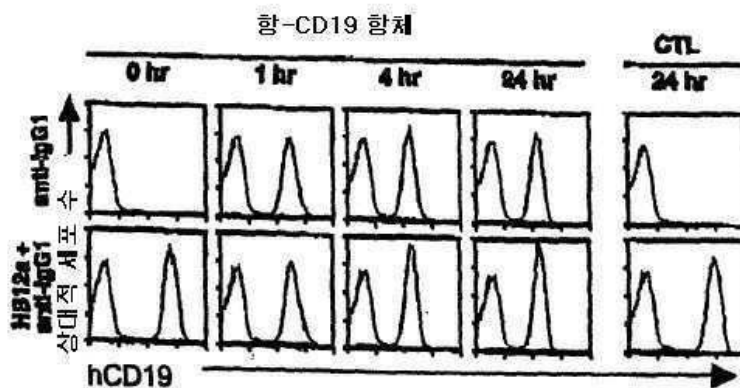 항-CD19 항체
CTL
0 hr 1 hr 4 hr 24 hr 24 hr
anti-IgG1
HB12a +
anti-IgG1
상대적 세포 수
hCD19